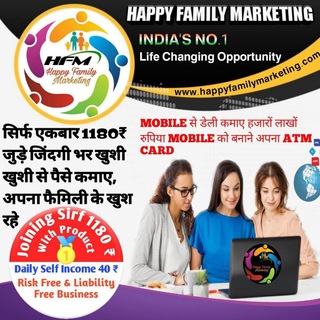 HAPPY FAMILY MARKETING
INDIA'S NO.1
Life Changing Opportunity
www.happyfamilymarketing.com
HFM
Happy Family
Marketing
सिर्फ एकबार 1180₹
जुड़े जिंदगी भर खुशी
खुशी से पैसे कमाए,
अपना फैमिली के खुश
रहे
MOBILE से डेली कमाए हजारों लाखों
रुपिया MOBILE को बनाने अपना ATM
CARD
Joining Sirf 1180 ₹
with Product
Daily Self Income 40 ₹
Risk Free & Liability
Free Business